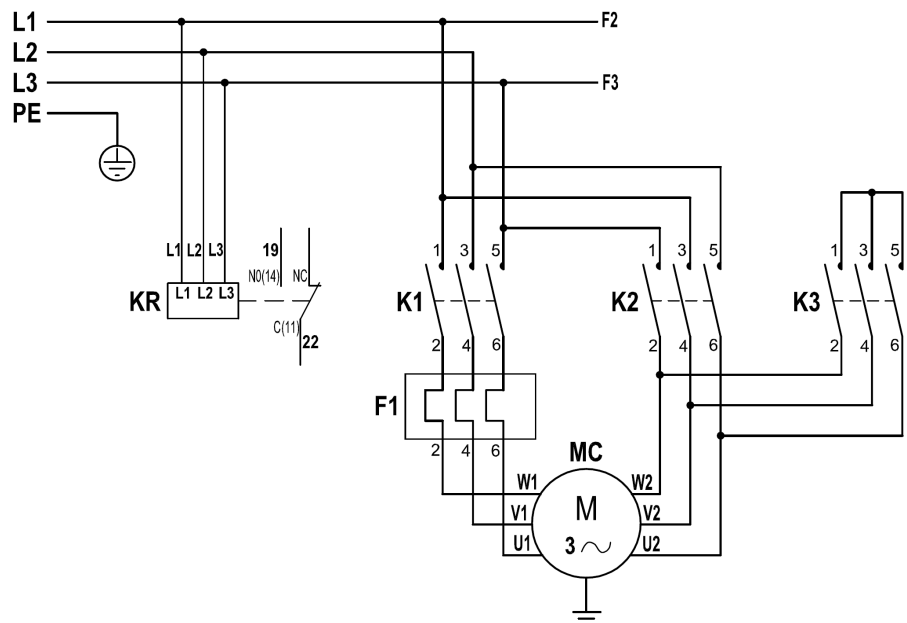 L1 F2
L2
L3 F3
PE
L1 L2 L3 19 1 3 5 1 3 5 1 3 5
N0(14) NC
KR L1 L2 L3 K1 K2 K3
C(11) 22
2 4 6 2 4 6 2 4 6
F1
2 4 6 MC
W1 W2
V1 M V2
U1 3 ~ U2